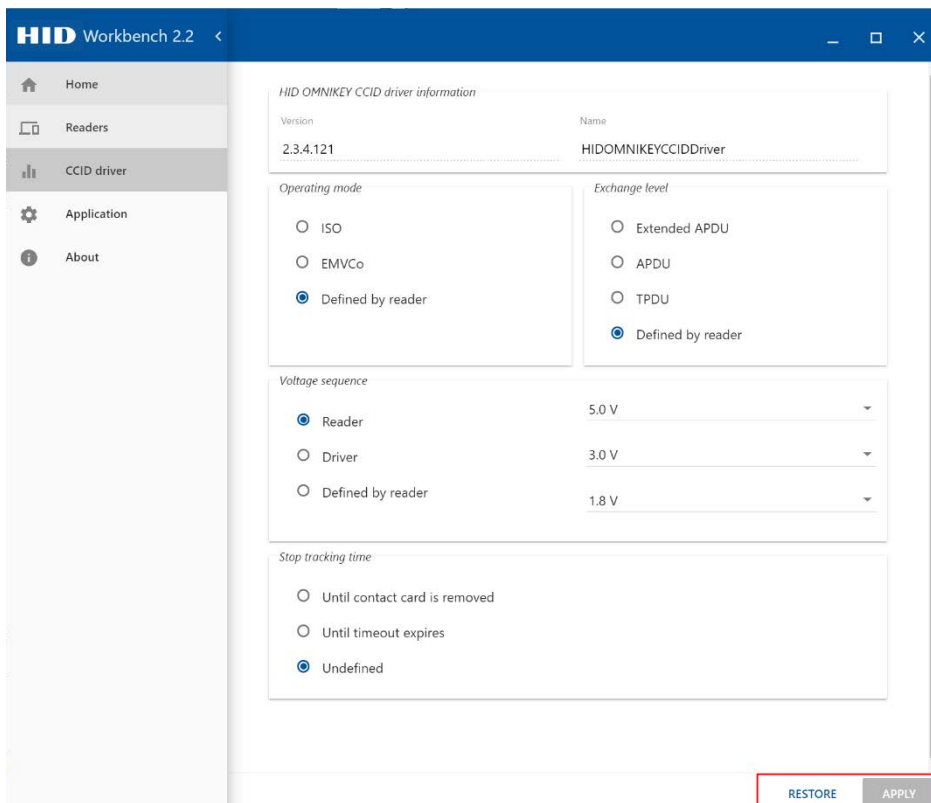 HID Workbench 2.2
Home
Readers
CCID driver
Application
About
HID OMNIKEY CCID driver information
Version
Name
2.3.4.121
HIDOMNIKEYCCIDDriver
Operating mode
ISO
EMVCo
Defined by reader
Exchange level
Extended APDU
APDU
TPDU
Defined by reader
Voltage sequence
Reader
5.0 V
Driver
3.0 V
Defined by reader
1.8 V
Stop tracking time
Until contact card is removed
Until timeout expires
Undefined
RESTORE
APPLY